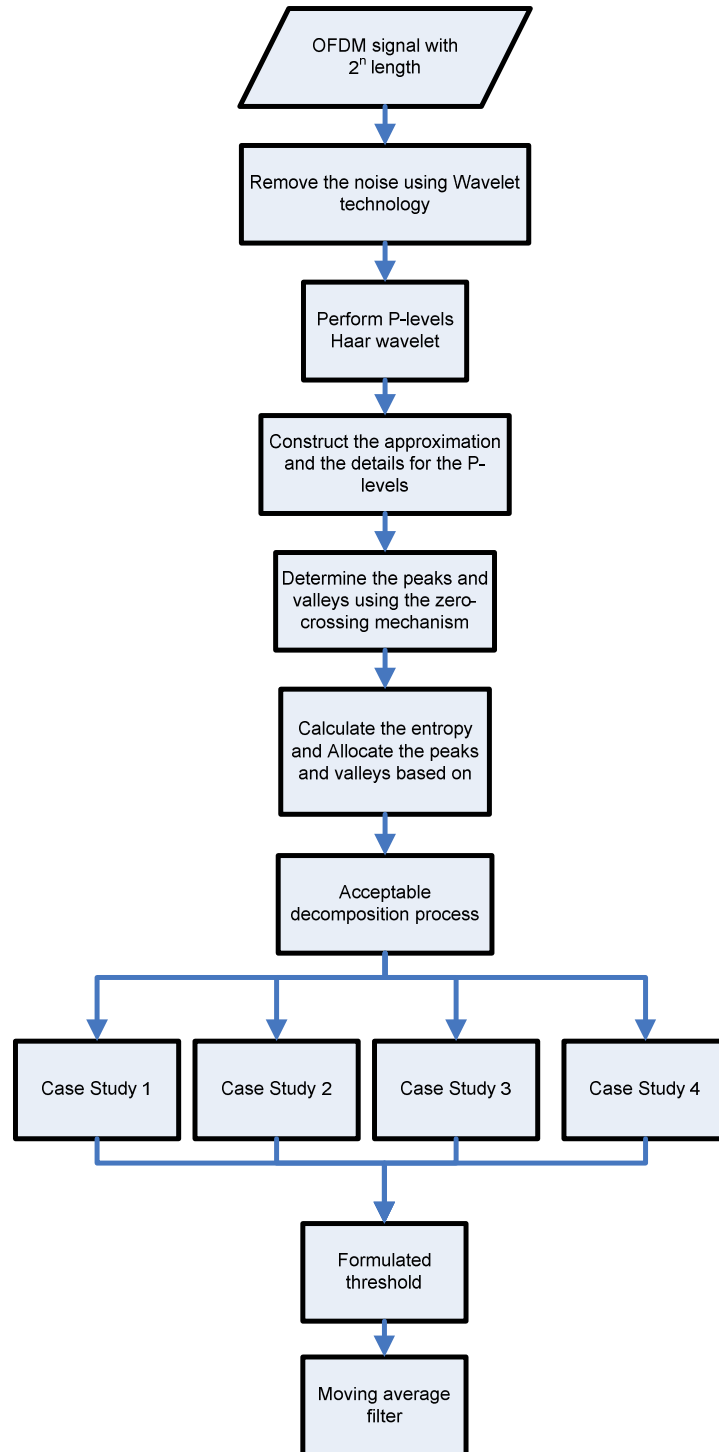 OFDM signal with
2ⁿ length
Remove the noise using Wavelet
technology
Perform P-levels
Haar wavelet
Construct the approximation
and the details for the P-
levels
Determine the peaks and
valleys using the zero-
crossing mechanism
Calculate the entropy
and Allocate the peaks
and valleys based on
Acceptable
decomposition process
Case Study 1
Case Study 2
Case Study 3
Case Study 4
Formulated
threshold
Moving average
filter